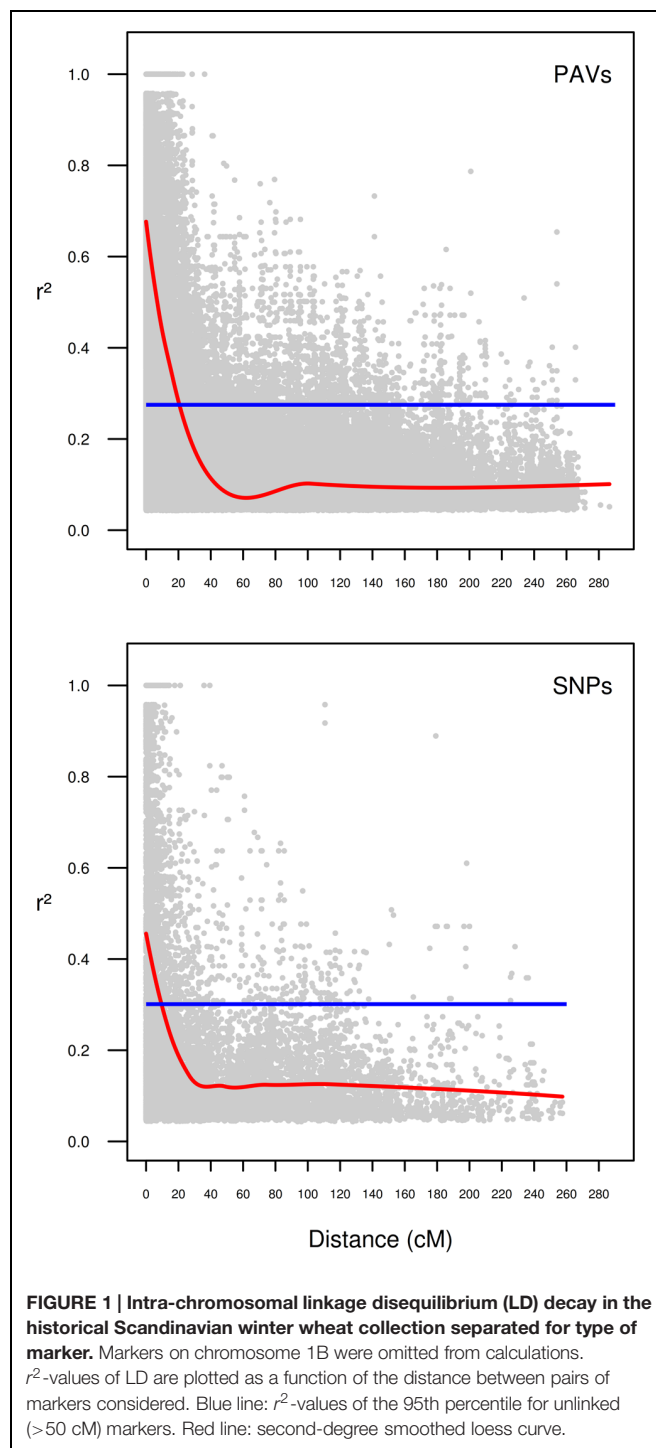 PAVs
1.0
0.8
0.6
r²
0.4
0.2
0.0
0 20 40 60 80 100 120 140 160 180 200 220 240 260 280
SNPs
1.0
0.8
0.6
r²
0.4
0.2
0.0
0 20 40 60 80 100 120 140 160 180 200 220 240 260 280
Distance (cM)
FIGURE 1 | Intra-chromosomal linkage disequilibrium (LD) decay in the
historical Scandinavian winter wheat collection separated for type of
marker. Markers on chromosome 1B were omitted from calculations.
r²-values of LD are plotted as a function of the distance between pairs of
markers considered. Blue line: r²-values of the 95th percentile for unlinked
(>50 cM) markers. Red line: second-degree smoothed loess curve.